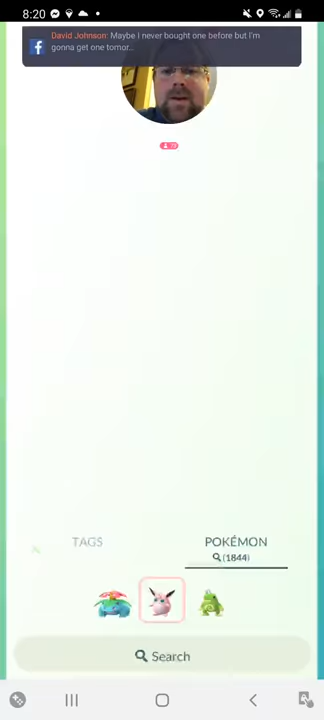 8:20
David Johnson: Maybe I never bought one before but I'm
gonna get one tomor..
TAGS
POKÉMON
(1844)
Search